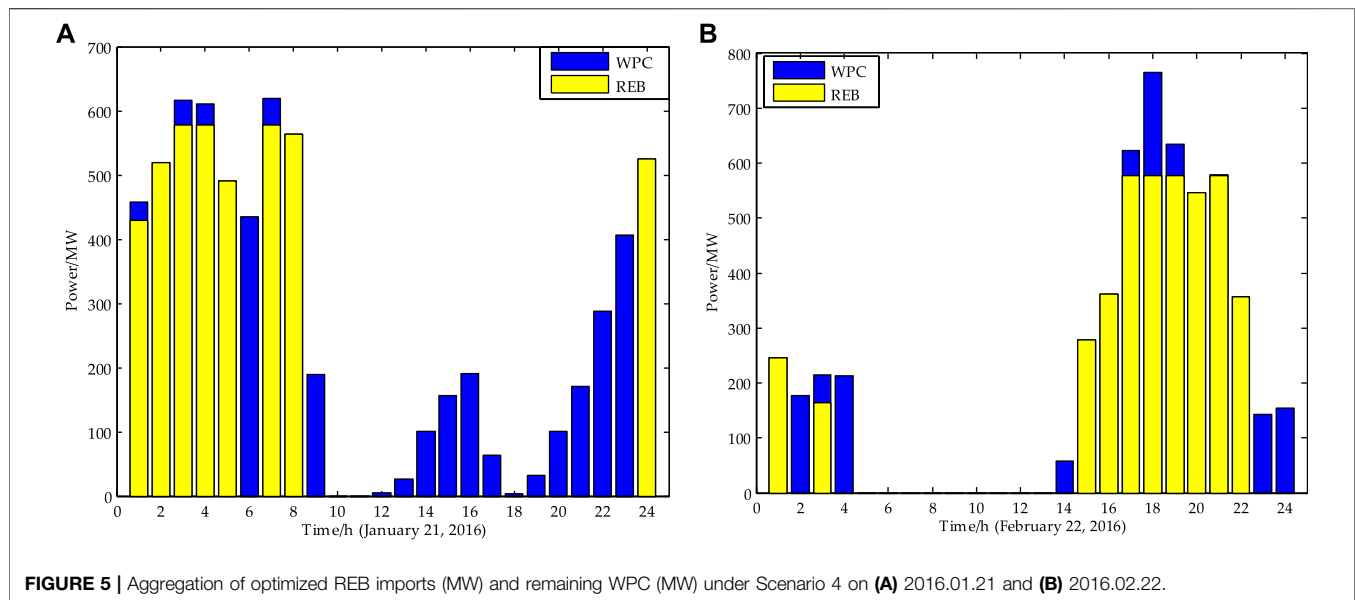 A
700
600
500
400
300
200
100
0
Power/MW
WPC
REB
0 2 4 6 8 10 12 14 16 18 20 22 24
Time/h (January 21, 2016)
B
800
700
600
500
400
300
200
100
0
Power/MW
WPC
REB
0 2 4 6 8 10 12 14 16 18 20 22 24
Time/h (February 22, 2016)
FIGURE 5 | Aggregation of optimized REB imports (MW) and remaining WPC (MW) under Scenario 4 on (A) 2016.01.21 and (B) 2016.02.22.